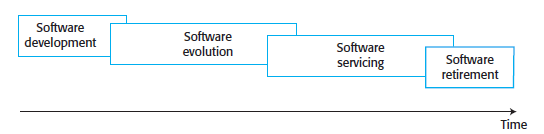 Software
development
Software
evolution
Software
servicing
Software
retirement
Time